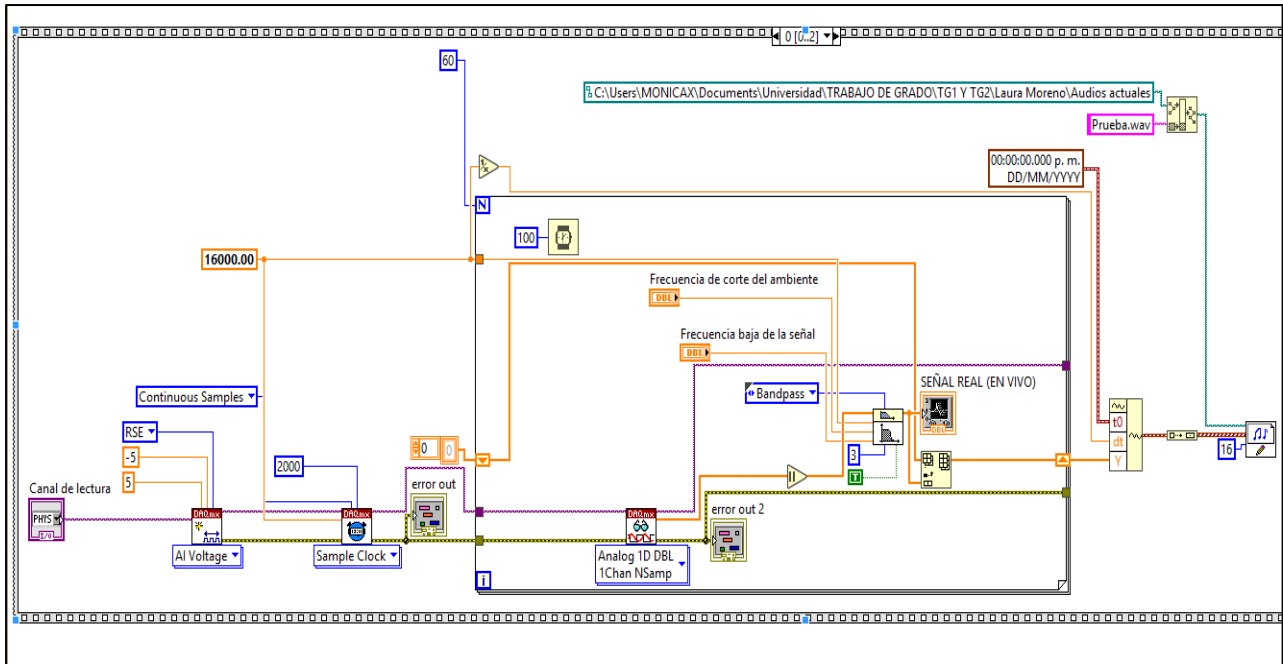 0 [0..2]
60
C:\Users\MONICAX\Documents\Universidad\TRABAJO DE GRADO\TG1 Y TG2\Laura Moreno\Audios actuales
Prueba.wav
00:00:00.000 p. m.
DD/MM/YYYY
N
100
16000.00
Frecuencia de corte del ambiente
DBL
Frecuencia baja de la señal
DBL
Continuous Samples
Bandpass
SEÑAL REAL (EN VIVO)
DBL
t0
dt
Y
16
RSE
-5
5
0
0
3
T
2000
Canal de lectura
error out
error out 2
PHYS
I/O
DAQmx
DAQmx
DAQmx
AI Voltage
Sample Clock
Analog 1D DBL
1Chan NSamp
i